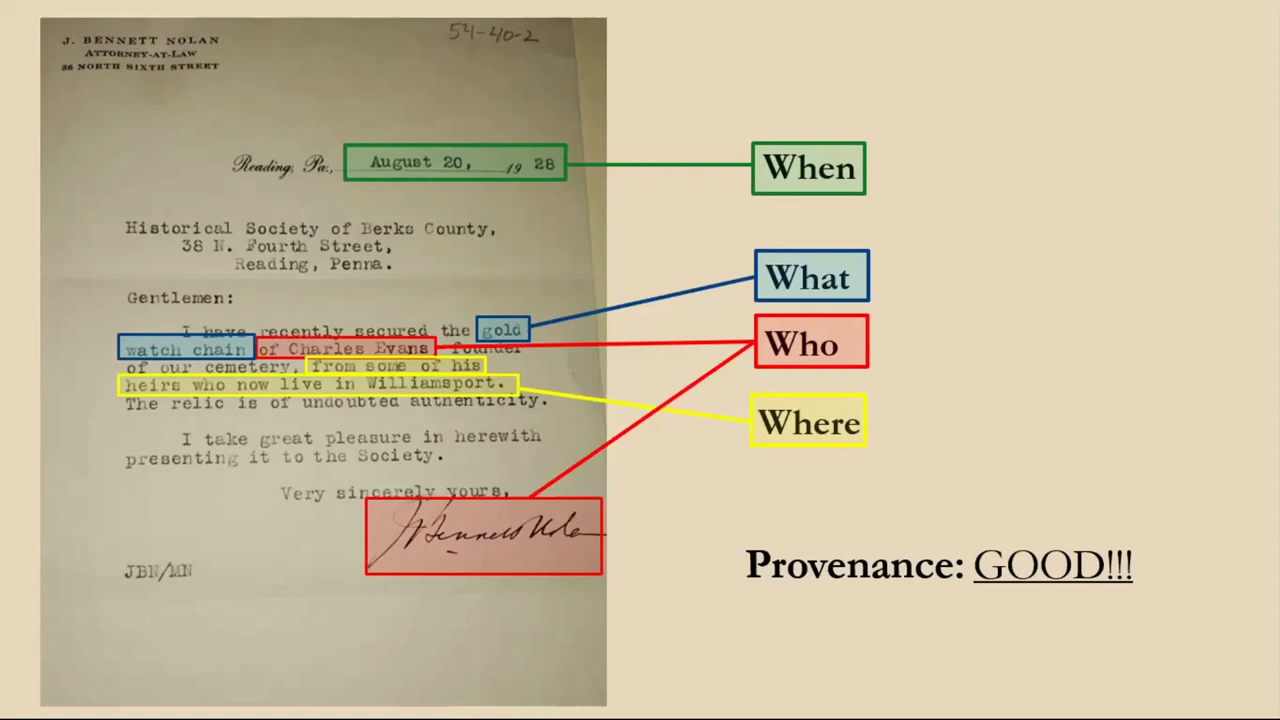 J. BENNETT NOLAN
ATTORNEY-AT-LAW
36 NORTH SIXTH STREET
54-40-2
Reading, Pa., August 20, 19 28
Historical Society of Berks County,
38 N. Fourth Street,
Reading, Penna.
Gentlemen:
I have recently secured the gold
watch chain of Charles Evans, founder
of our cemetery, from some of his
heirs who now live in Williamsport.
The relic is of undoubted authenticity.
I take great pleasure in herewith
presenting it to the Society.
Very sincerely yours,
J Bennett Nolan
JBN/MN
When
What
Who
Where
Provenance: GOOD!!!